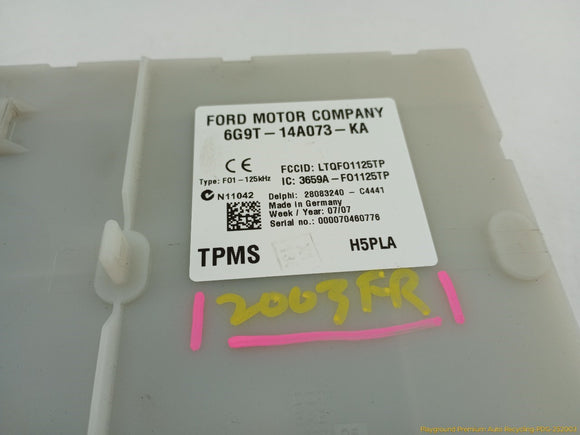 FORD MOTOR COMPANY
6G9T-14A073-KA
CE
FCCID: LTQFO1125TP
Type: F01-125kHz IC: 3659A-FO1125TP
N11042 Delphi: 28083240 - C4441
Made in Germany
Week / Year: 07/07
Serial no.: 000070460776
TPMS H5PLA
2003FR
Playground Premium Auto Recycling PDG-252003